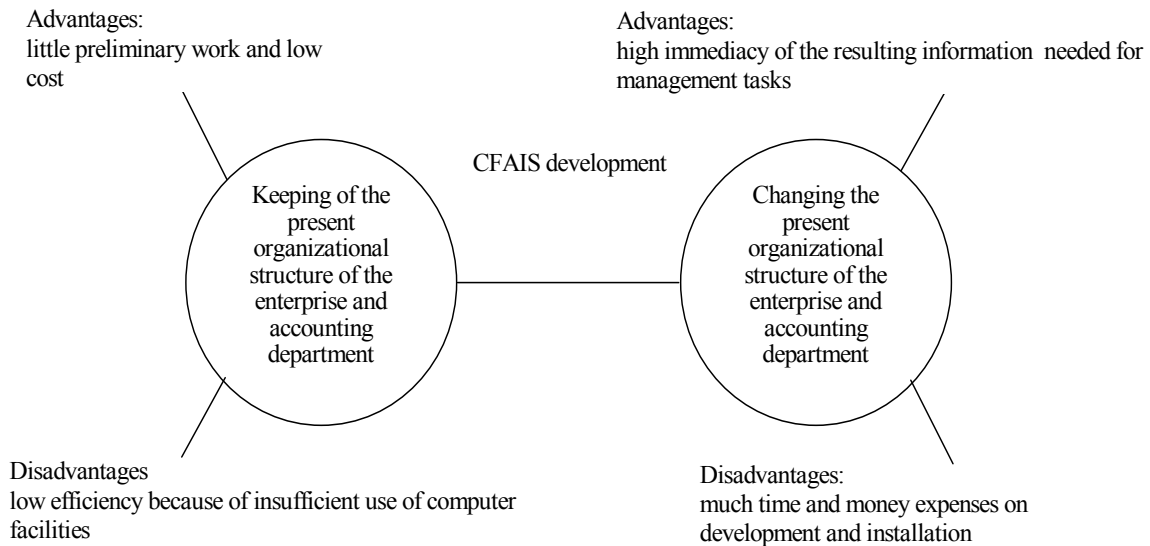 Advantages:
little preliminary work and low
cost
Advantages:
high immediacy of the resulting information  needed for
management tasks
CFAIS development
Keeping of the
present
organizational
structure of the
enterprise and
accounting
department
Changing the
present
organizational
structure of the
enterprise and
accounting
department
Disadvantages
low efficiency because of insufficient use of computer
facilities
Disadvantages:
much time and money expenses on
development and installation